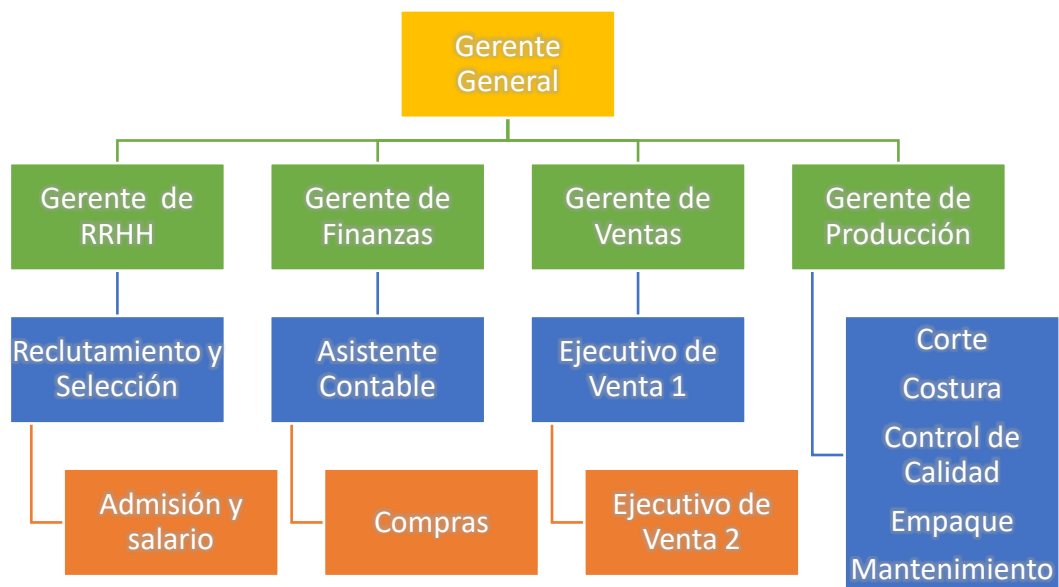 Gerente
General
Gerente de
RRHH
Gerente de
Finanzas
Gerente de
Ventas
Gerente de
Producción
Reclutamiento y
Selección
Asistente
Contable
Ejecutivo de
Venta 1
Corte
Costura
Control de
Calidad
Empaque
Mantenimiento
Admisión y
salario
Compras
Ejecutivo de
Venta 2